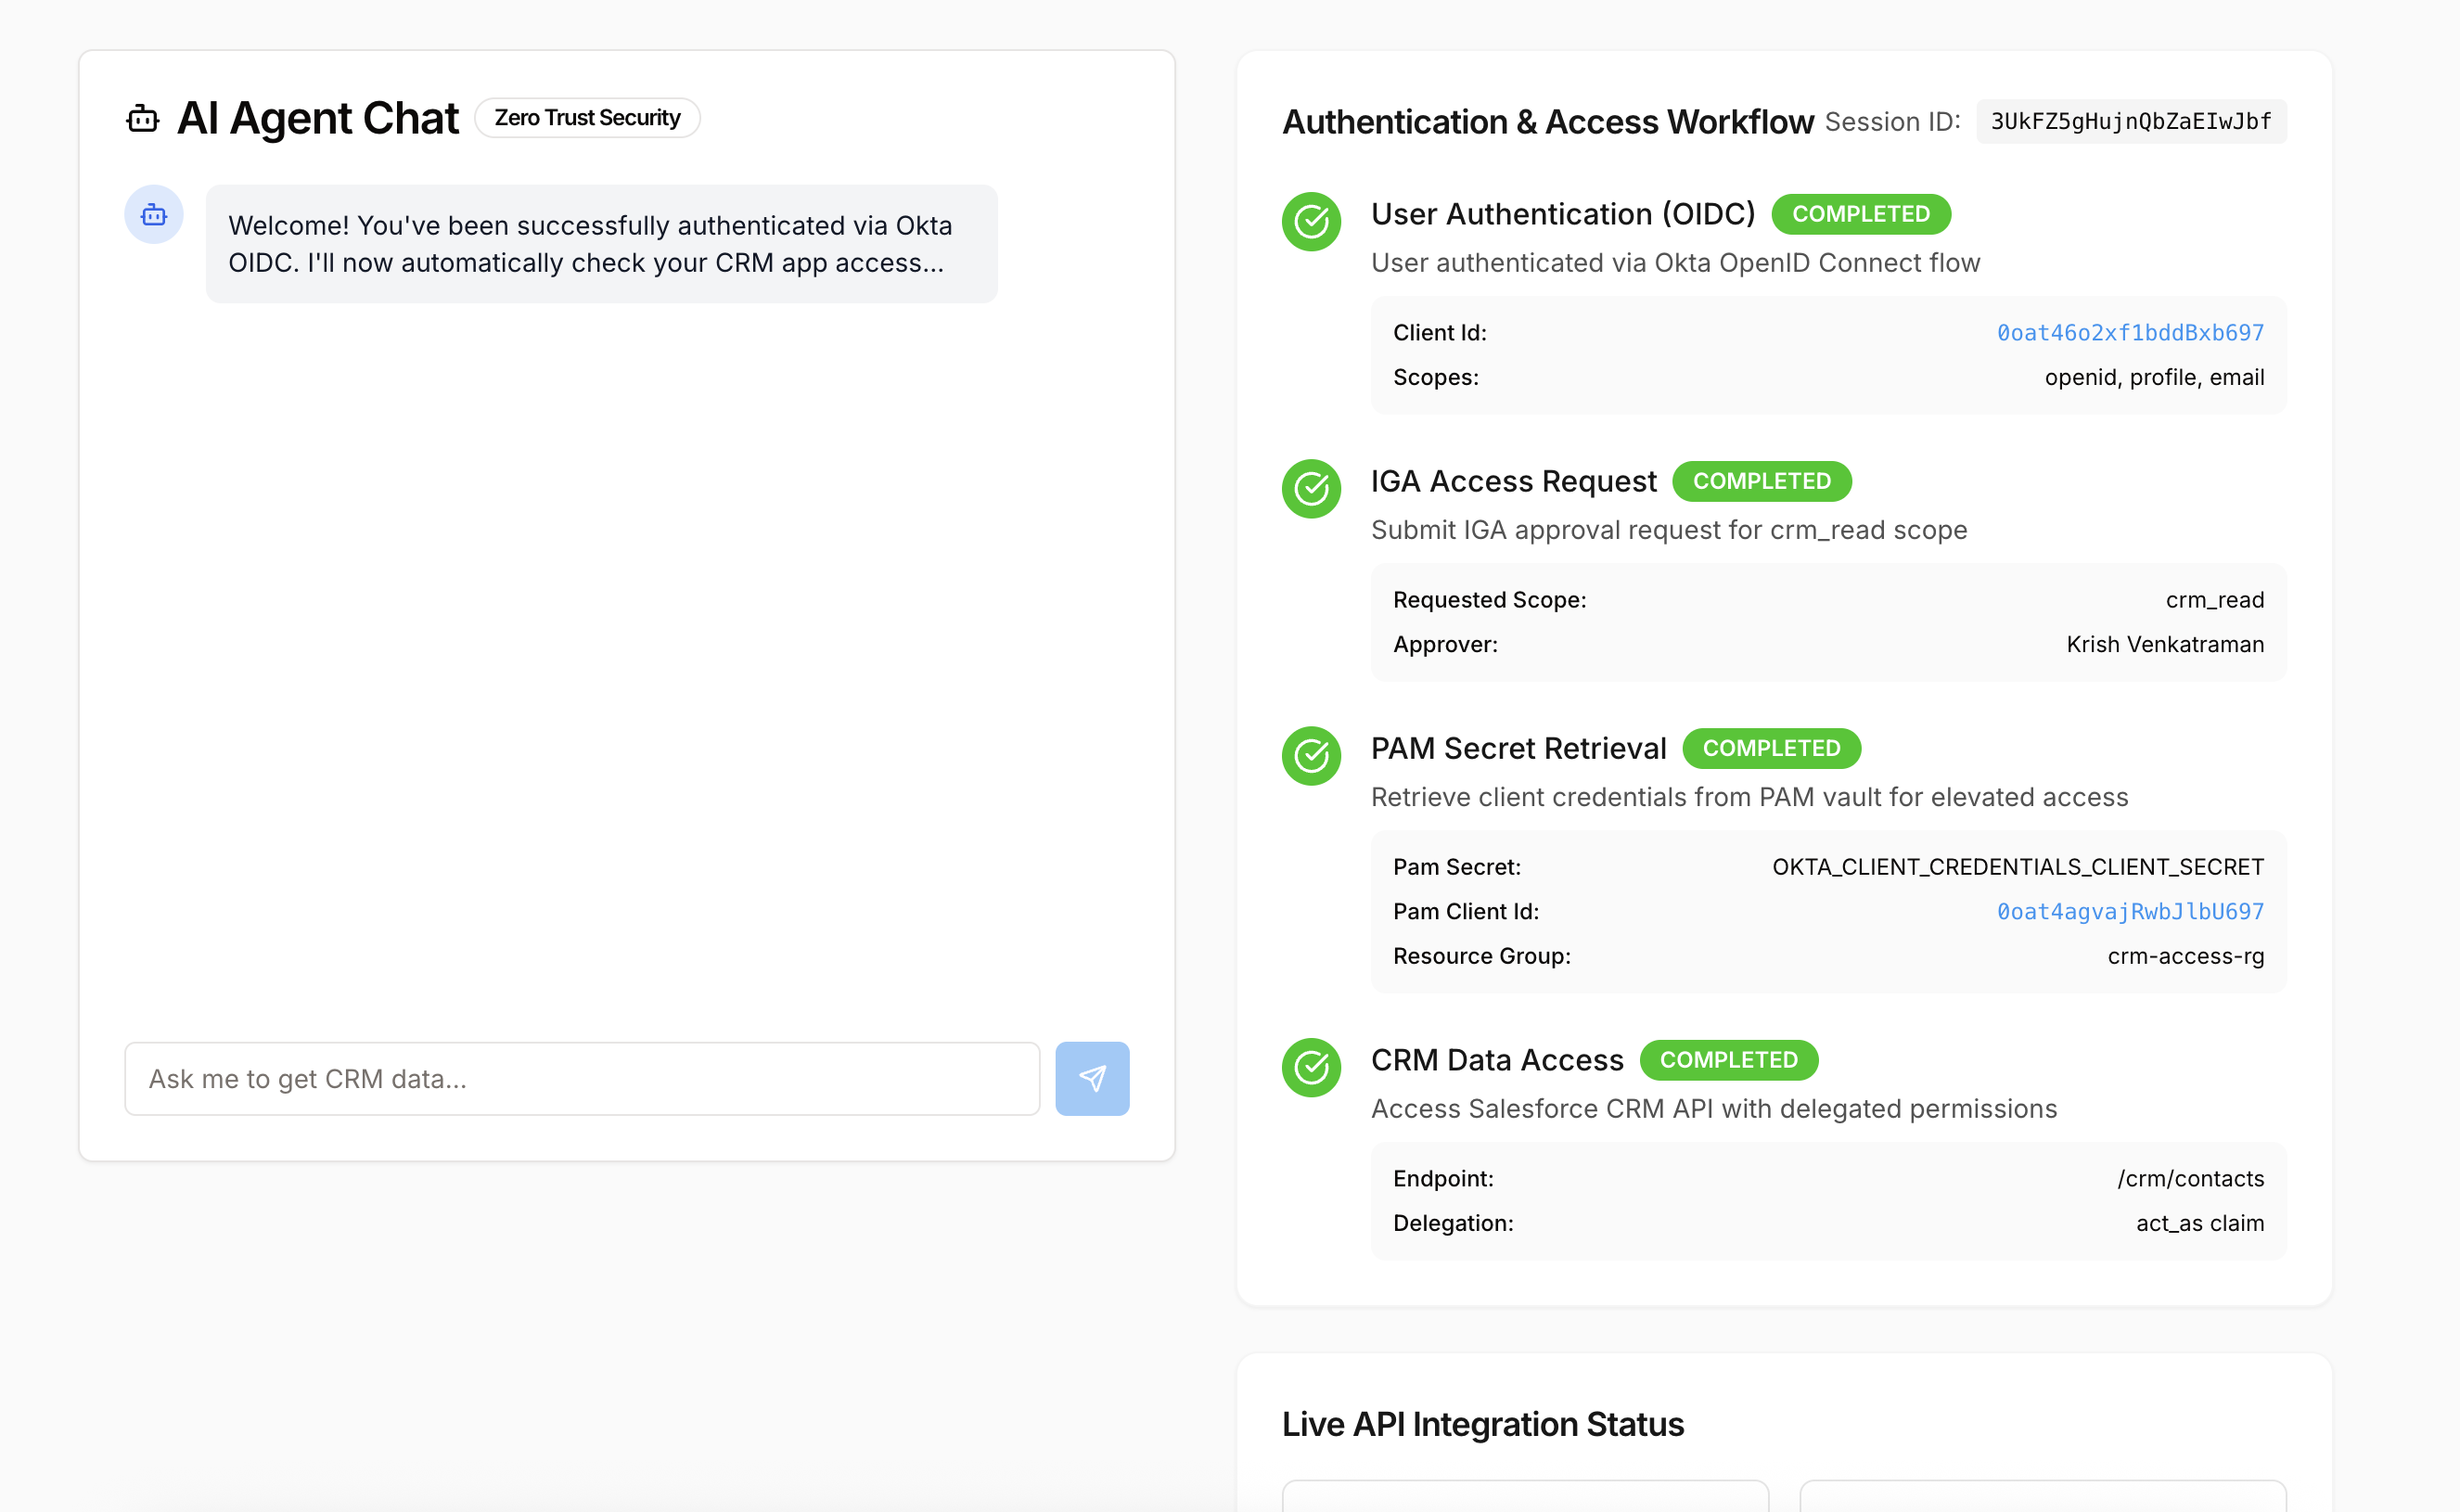 AI Agent Chat
Zero Trust Security
Welcome! You've been successfully authenticated via Okta
OIDC. I'll now automatically check your CRM app access...
Ask me to get CRM data...
Authentication & Access Workflow Session ID: 3UkFZ5gHujnQbZaEIwJbf
User Authentication (OIDC) COMPLETED
User authenticated via Okta OpenID Connect flow
Client Id: 0oat46o2xf1bddBxb697
Scopes: openid, profile, email
IGA Access Request COMPLETED
Submit IGA approval request for crm_read scope
Requested Scope: crm_read
Approver: Krish Venkatraman
PAM Secret Retrieval COMPLETED
Retrieve client credentials from PAM vault for elevated access
Pam Secret: OKTA_CLIENT_CREDENTIALS_CLIENT_SECRET
Pam Client Id: 0oat4agvajRwbJlbU697
Resource Group: crm-access-rg
CRM Data Access COMPLETED
Access Salesforce CRM API with delegated permissions
Endpoint: /crm/contacts
Delegation: act_as claim
Live API Integration Status